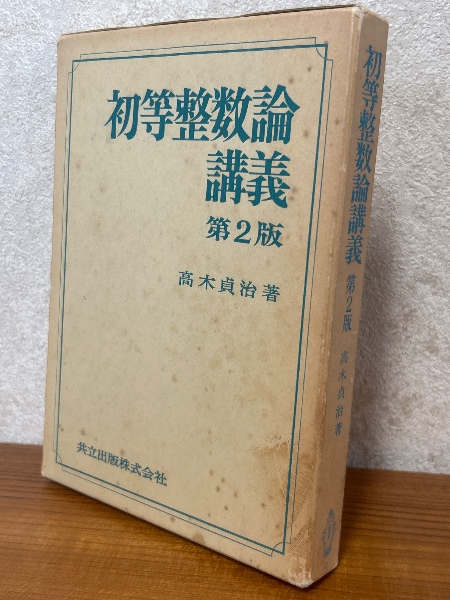 初等整数論
講義
第2版
高木貞治著
共立出版株式会社
初等整数論講義
第2版
高木貞治著